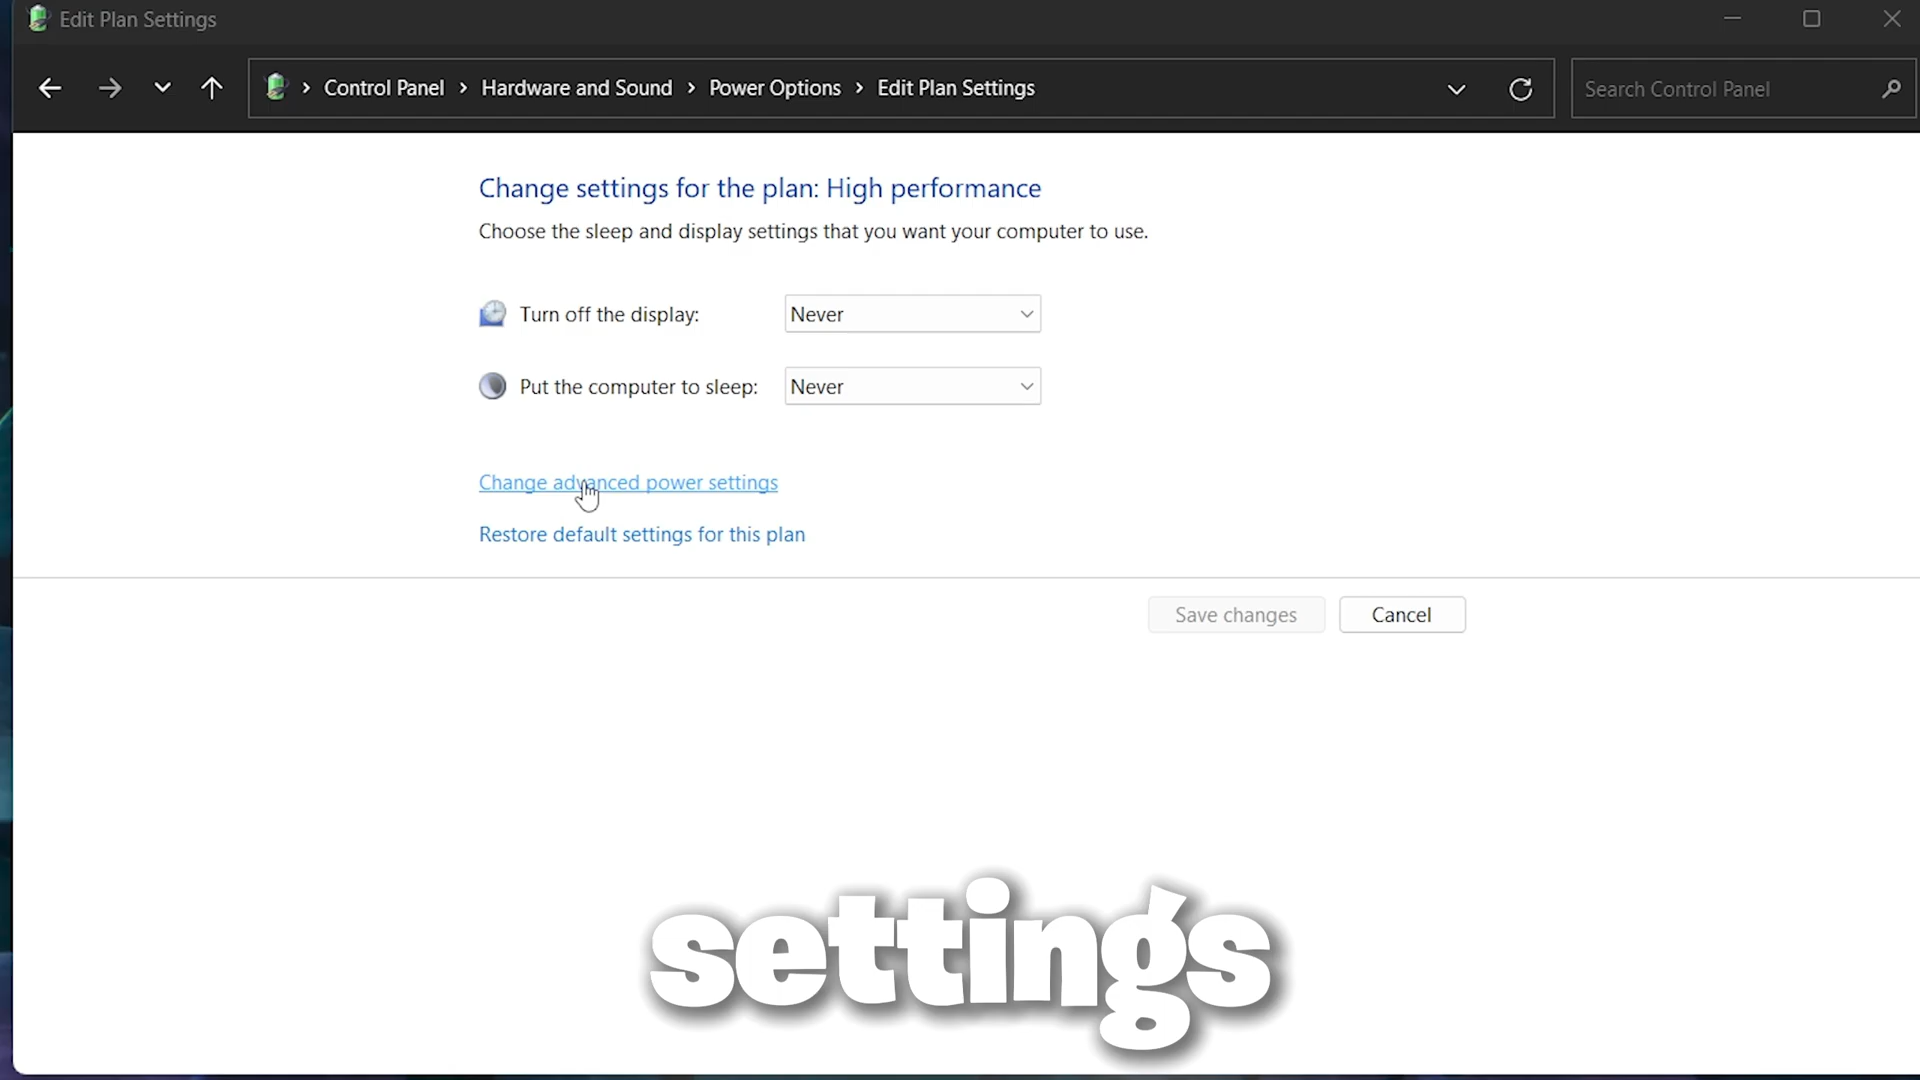 Edit Plan Settings
Control Panel > Hardware and Sound > Power Options > Edit Plan Settings
Search Control Panel
Change settings for the plan: High performance
Choose the sleep and display settings that you want your computer to use.
Turn off the display: Never
Put the computer to sleep: Never
Change advanced power settings
Restore default settings for this plan
Save changes Cancel
settings